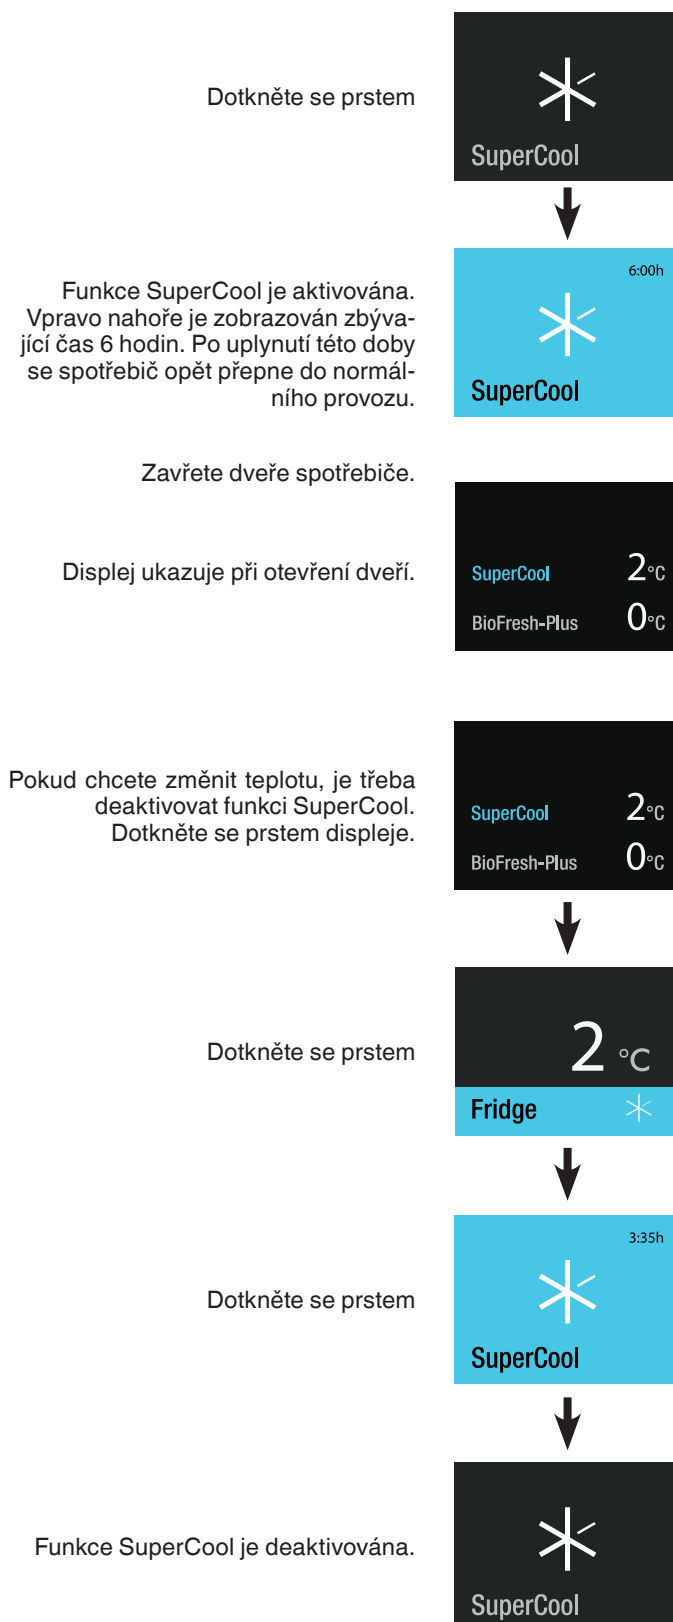 Dotkněte se prstem
SuperCool
6:00h
Funkce SuperCool je aktivována.
Vpravo nahoře je zobrazován zbýva-
jící čas 6 hodin. Po uplynutí této doby
se spotřebič opět přepne do normál-
ního provozu.
SuperCool
Zavřete dveře spotřebiče.
Displej ukazuje při otevření dveří.
SuperCool 2°C
BioFresh-Plus 0°C
Pokud chcete změnit teplotu, je třeba
deaktivovat funkci SuperCool.
Dotkněte se prstem displeje.
SuperCool 2°C
BioFresh-Plus 0°C
Dotkněte se prstem
2 °C
Fridge
3:35h
Dotkněte se prstem
SuperCool
Funkce SuperCool je deaktivována.
SuperCool